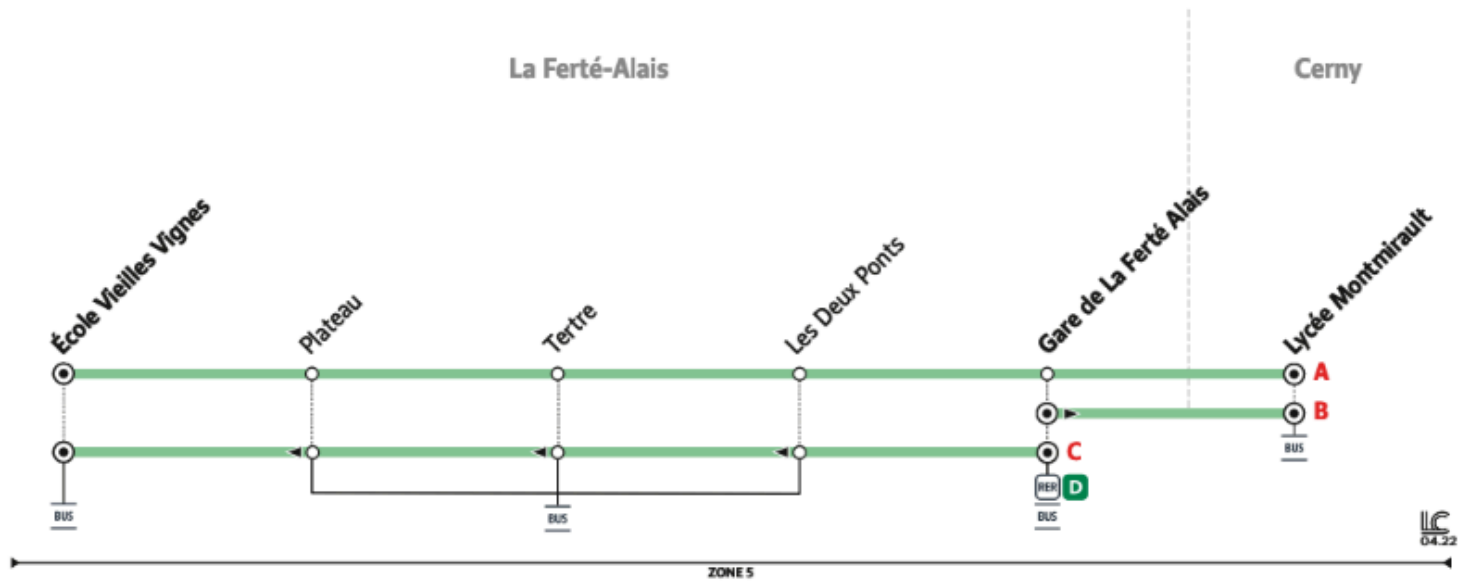 La Ferté-Alais
Cerny
École Vieilles Vignes
Plateau
Tertre
Les Deux Ponts
Gare de La Ferté Alais
Lycée Montmirault
A
B
BUS
C
RER D
BUS
BUS
BUS
LC
04.22
ZONE 5